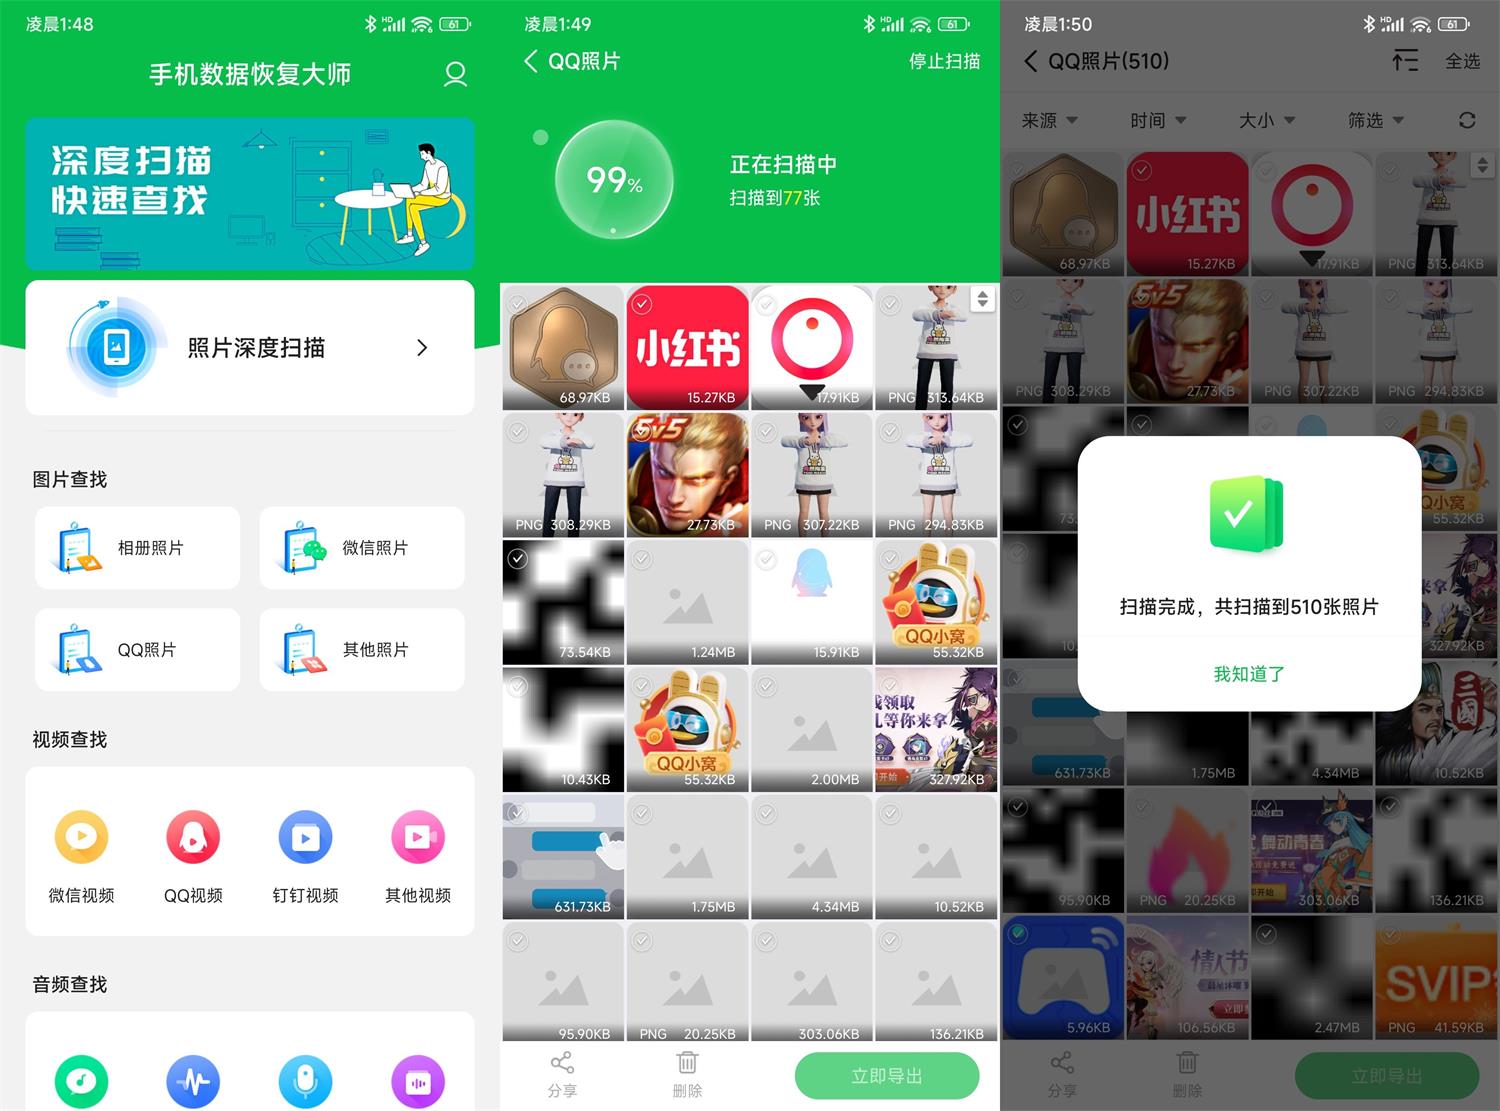 凌晨1:48
HD
61
手机数据恢复大师
深度扫描
快速查找
照片深度扫描
图片查找
相册照片
微信照片
QQ照片
其他照片
视频查找
微信视频
QQ视频
钉钉视频
其他视频
音频查找
凌晨1:49
HD
61
QQ照片
停止扫描
99%
正在扫描中
扫描到77张
68.97KB
小红书
15.27KB
17.91KB
PNG 313.64KB
PNG 308.29KB
5v5
27.73KB
PNG 307.22KB
PNG 294.83KB
73.54KB
1.24MB
15.91KB
QQ小窝
55.32KB
10.43KB
QQ小窝
55.32KB
2.00MB
领取
礼等你来拿
开始
327.92KB
631.73KB
1.75MB
4.34MB
10.52KB
95.90KB
PNG 20.25KB
303.06KB
136.21KB
分享
删除
立即导出
凌晨1:50
HD
61
QQ照片(510)
全选
来源
时间
大小
筛选
68.97KB
小红书
15.27KB
17.91KB
PNG 313.64KB
PNG 308.29KB
5v5
27.73KB
PNG 307.22KB
PNG 294.83KB
73.
小窝
55.32KB
10.
来拿
327.92KB
扫描完成，共扫描到510张照片
我知道了
631.73KB
1.75MB
4.34MB
三國
10.52KB
95.90KB
PNG 20.25KB
舞动青春
开始
303.06KB
136.21KB
5.96KB
情人节
立即
106.56KB
2.47MB
SVIP
PNG 41.59KB
分享
删除
立即导出